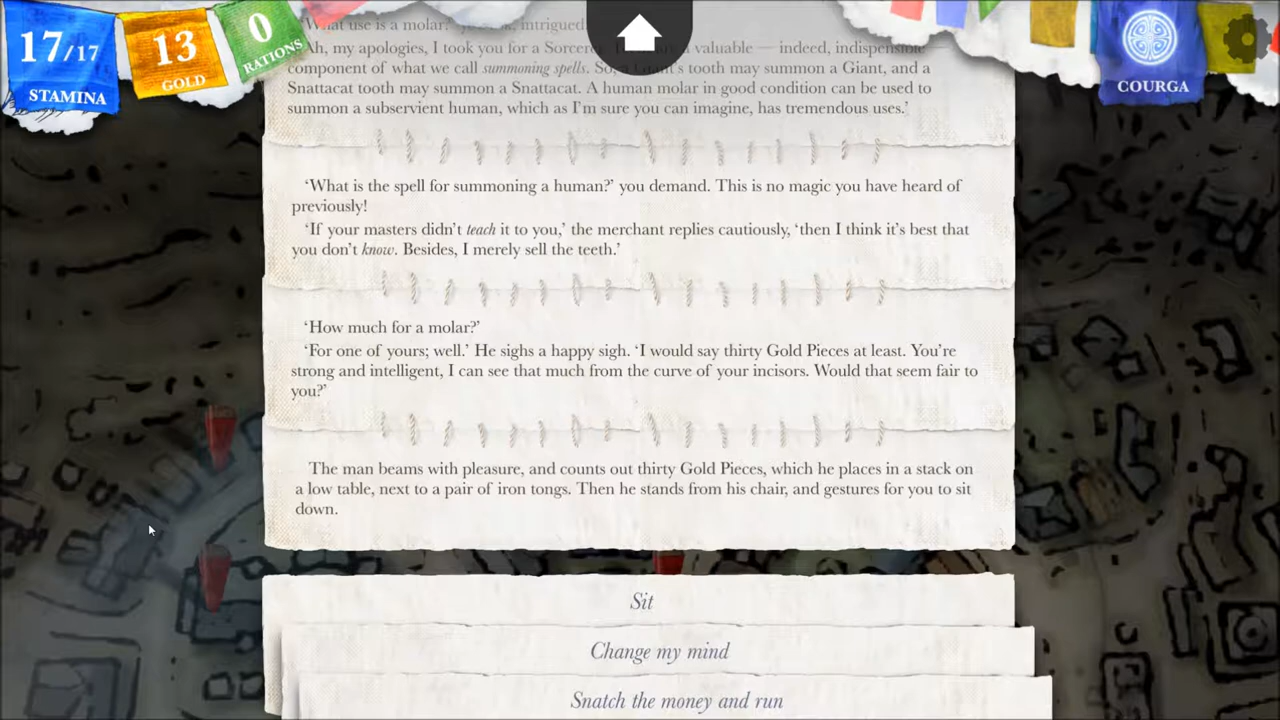 17/17
STAMINA
13
GOLD
0
RATIONS
COURGA
'What use is a molar?' intrigued
'Ah, my apologies, I took you for a Sorcerer. valuable — indeed, indispensable —
component of what we call summoning spells. So, a Giant's tooth may summon a Giant, and a
Snattacat tooth may summon a Snattacat. A human molar in good condition can be used to
summon a subservient human, which as I'm sure you can imagine, has tremendous uses.'
'What is the spell for summoning a human?' you demand. This is no magic you have heard of
previously!
'If your masters didn't teach it to you,' the merchant replies cautiously, 'then I think it's best that
you don't know. Besides, I merely sell the teeth.'
'How much for a molar?'
'For one of yours; well.' He sighs a happy sigh. 'I would say thirty Gold Pieces at least. You're
strong and intelligent, I can see that much from the curve of your incisors. Would that seem fair to
you?'
The man beams with pleasure, and counts out thirty Gold Pieces, which he places in a stack on
a low table, next to a pair of iron tongs. Then he stands from his chair, and gestures for you to sit
down.
Sit
Change my mind
Snatch the money and run